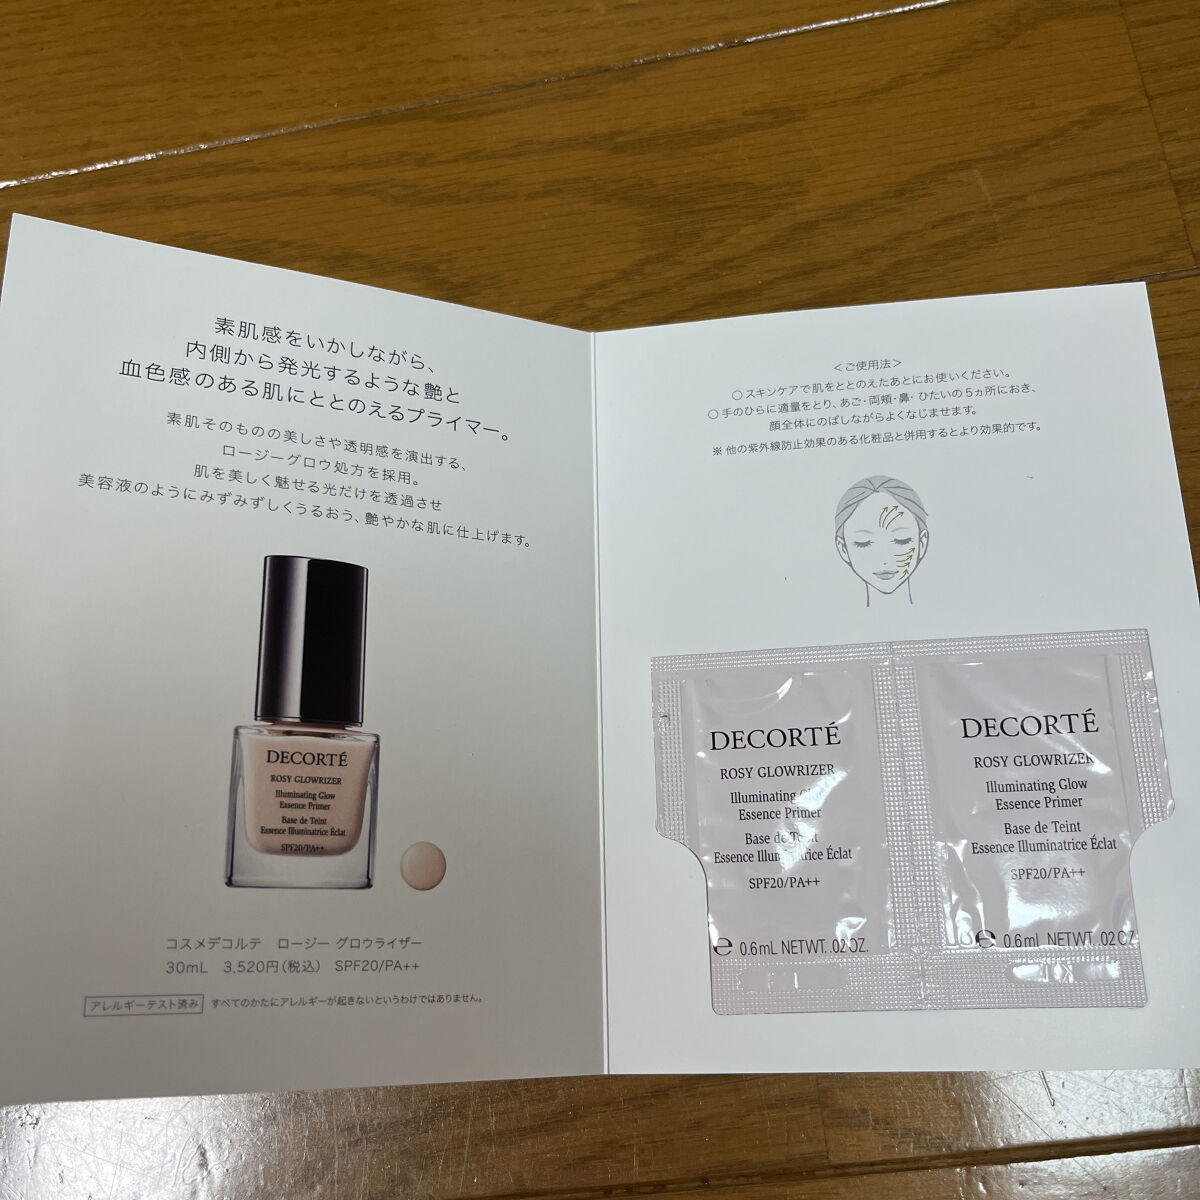 素肌感をいかしながら、
内側から発光するような艶と
血色感のある肌にととのえるプライマー。
素肌そのものの美しさや透明感を演出する、
ロージーグロウ処方を採用。
肌を美しく魅せる光だけを透過させ
美容液のようにみずみずしくうるおう、艶やかな肌に仕上げます。
DECORTÉ
ROSY GLOWRIZER
Illuminating Glow
Essence Primer
Base de Teint
Essence Illuminatrice Éclat
SPF20/PA++
コスメデコルテ ロージー グロウライザー
30mL 3,520円(税込) SPF20/PA++
アレルギーテスト済み すべてのかたにアレルギーが起きないというわけではありません。
<ご使用法>
○スキンケアで肌をととのえたあとにお使いください。
○手のひらに適量をとり、あご・両頬・鼻・ひたいの5ヵ所におき、
顔全体にのばしながらよくなじませます。
※他の紫外線防止効果のある化粧品と併用するとより効果的です。
DECORTÉ
ROSY GLOWRIZER
Illuminating Glow
Essence Primer
Base de Teint
Essence Illuminatrice Éclat
SPF20/PA++
e 0.6mL NETWT. .02OZ.
DECORTÉ
ROSY GLOWRIZER
Illuminating Glow
Essence Primer
Base de Teint
Essence Illuminatrice Éclat
SPF20/PA++
e 0.6mL NETWT. .02OZ